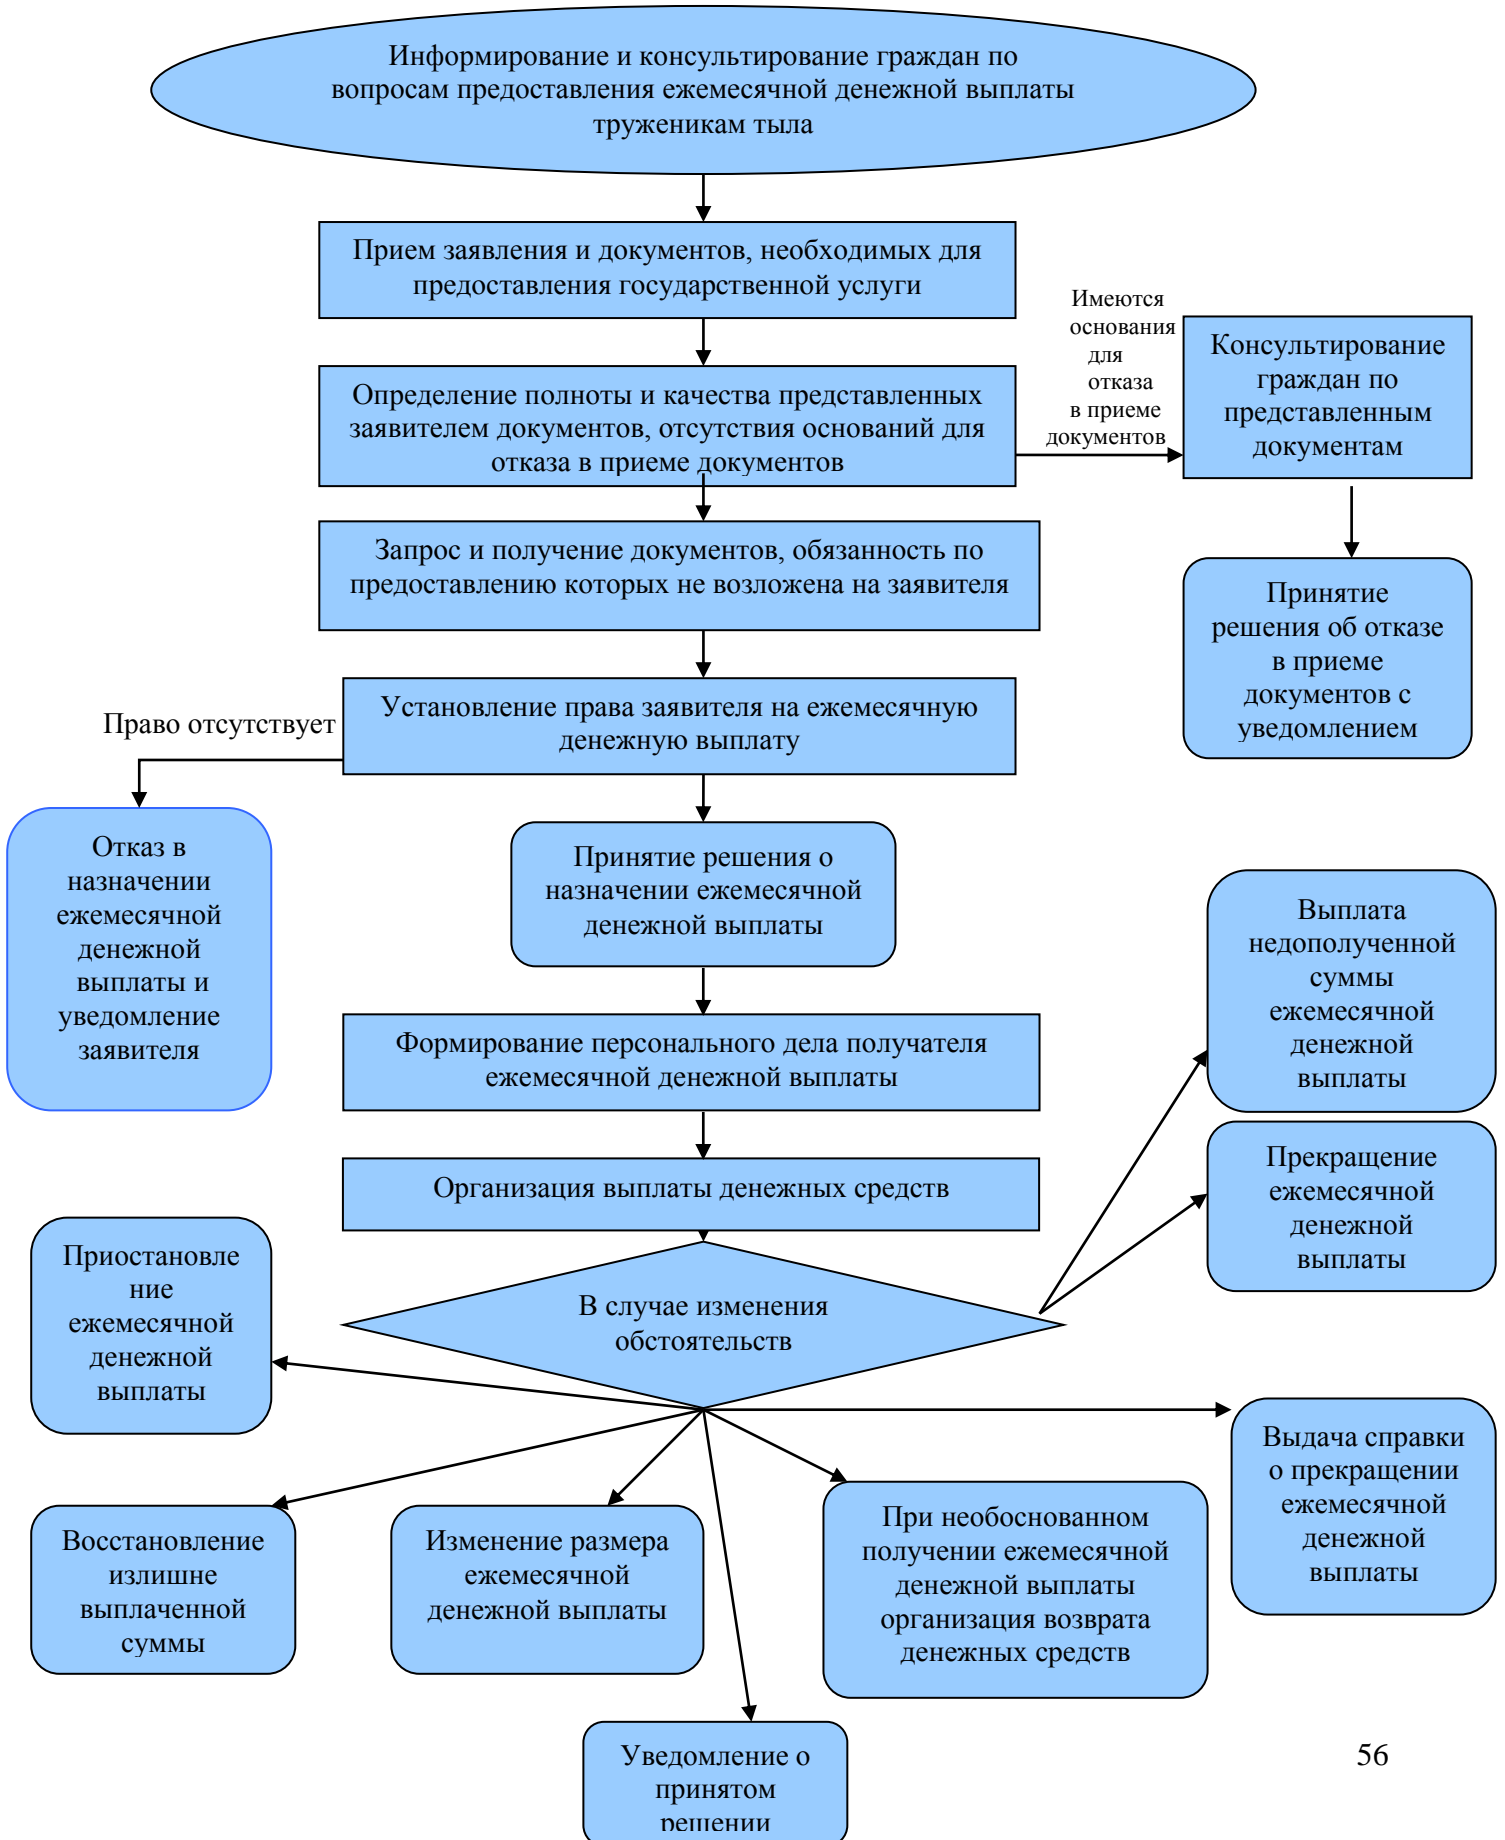 Информирование и консультирование граждан по
вопросам предоставления ежемесячной денежной выплаты
труженикам тыла
Прием заявления и документов, необходимых для
предоставления государственной услуги
Имеются
основания
для
отказа
в приеме
документов
Консультирование
граждан по
представленным
документам
Определение полноты и качества представленных
заявителем документов, отсутствия оснований для
отказа в приеме документов
Запрос и получение документов, обязанность по
предоставлению которых не возложена на заявителя
Принятие
решения об отказе
в приеме
документов с
уведомлением
Установление права заявителя на ежемесячную
денежную выплату
Право отсутствует
Отказ в
назначении
ежемесячной
денежной
выплаты и
уведомление
заявителя
Принятие решения о
назначении ежемесячной
денежной выплаты
Выплата
недополученной
суммы
ежемесячной
денежной
выплаты
Формирование персонального дела получателя
ежемесячной денежной выплаты
Прекращение
ежемесячной
денежной
выплаты
Организация выплаты денежных средств
Приостановле
ние
ежемесячной
денежной
выплаты
В случае изменения
обстоятельств
Выдача справки
о прекращении
ежемесячной
денежной
выплаты
Восстановление
излишне
выплаченной
суммы
Изменение размера
ежемесячной
денежной выплаты
При необоснованном
получении ежемесячной
денежной выплаты
организация возврата
денежных средств
Уведомление о
принятом
решении
56